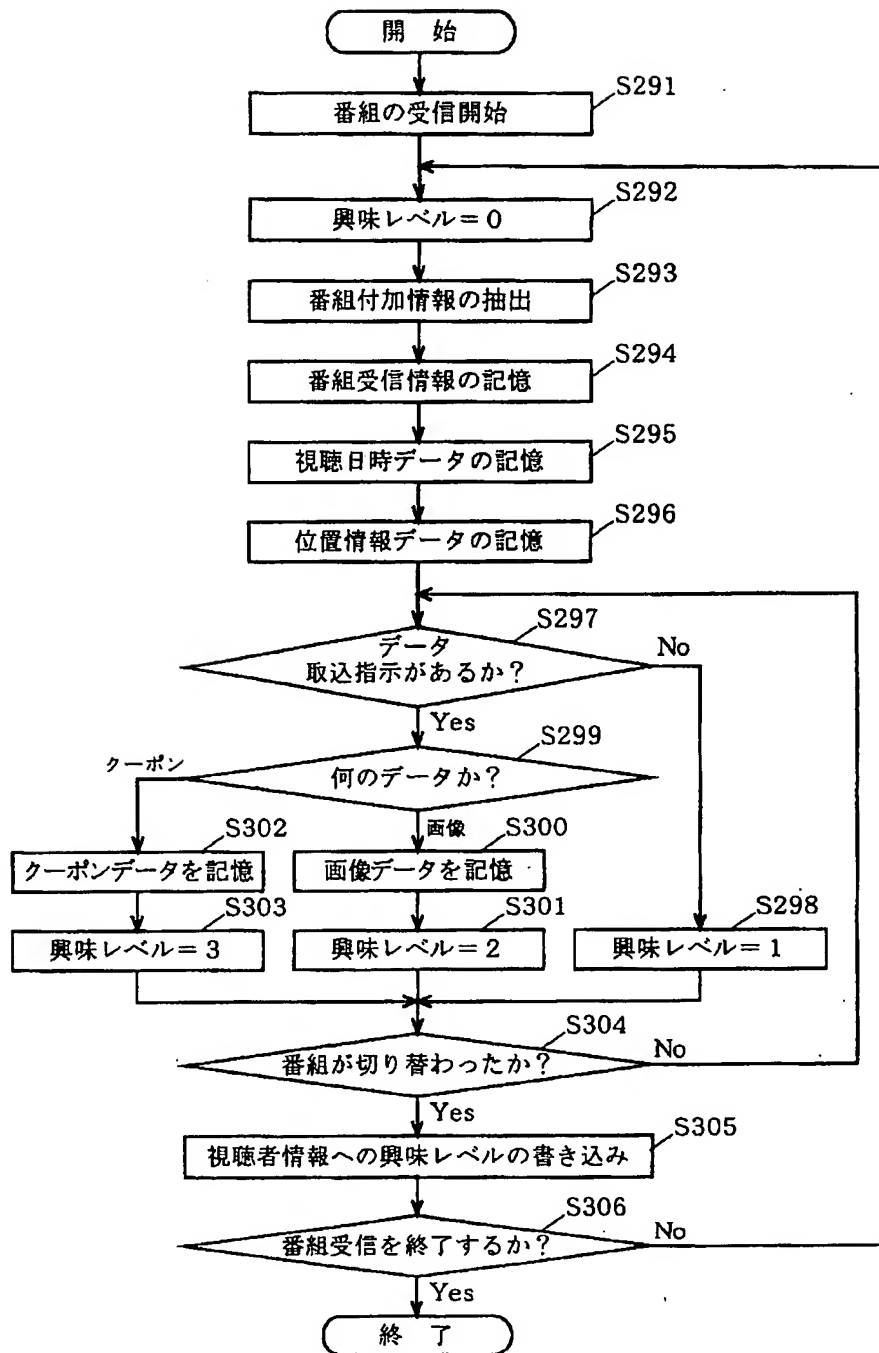 開 始
S291
番組の受信開始
S292
興味レベル=0
S293
番組付加情報の抽出
S294
番組受信情報の記憶
S295
視聴日時データの記憶
S296
位置情報データの記憶
S297
データ
取込指示があるか?
No
Yes
S299
何のデータか?
クーポン
画像
S302
クーポンデータを記憶
S300
画像データを記憶
S303
興味レベル=3
S301
興味レベル=2
S298
興味レベル=1
S304
番組が切り替わったか?
No
Yes
S305
視聴者情報への興味レベルの書き込み
S306
番組受信を終了するか?
No
Yes
終 了